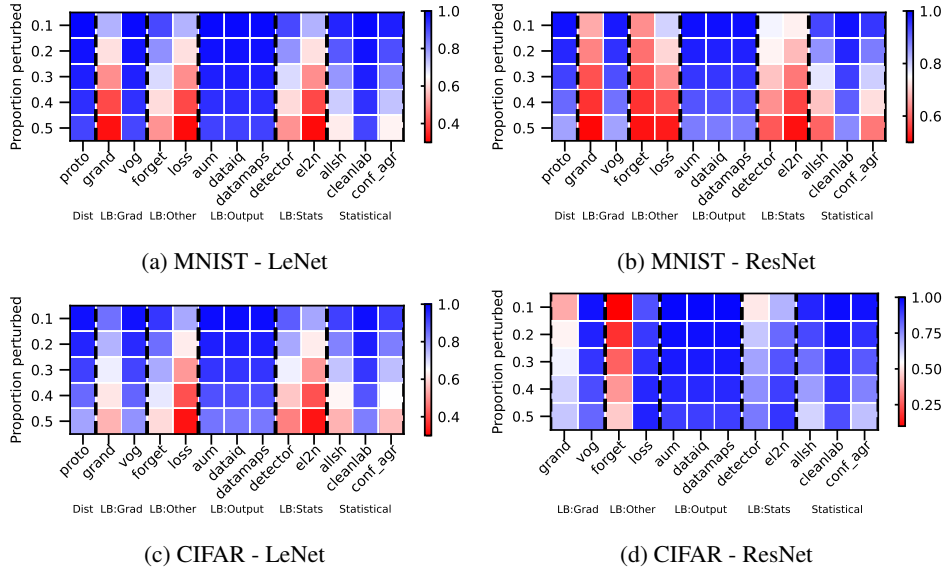 Proportion perturbed
0.1
0.2
0.3
0.4
0.5
1.0
0.8
0.6
0.4
proto grand vog forget loss aum dataiq datamaps detector el2n allsh cleanlab conf_agr
Dist LB:Grad LB:Other LB:Output LB:Stats Statistical
(a) MNIST - LeNet
Proportion perturbed
0.1
0.2
0.3
0.4
0.5
1.0
0.8
0.6
proto grand vog forget loss aum dataiq datamaps detector el2n allsh cleanlab conf_agr
Dist LB:Grad LB:Other LB:Output LB:Stats Statistical
(b) MNIST - ResNet
Proportion perturbed
0.1
0.2
0.3
0.4
0.5
1.0
0.8
0.6
0.4
proto grand vog forget loss aum dataiq datamaps detector el2n allsh cleanlab conf_agr
Dist LB:Grad LB:Other LB:Output LB:Stats Statistical
(c) CIFAR - LeNet
Proportion perturbed
0.1
0.2
0.3
0.4
0.5
1.00
0.75
0.50
0.25
grand vog forget loss aum dataiq datamaps detector el2n allsh cleanlab conf_agr
LB:Grad LB:Other LB:Output LB:Stats Statistical
(d) CIFAR - ResNet